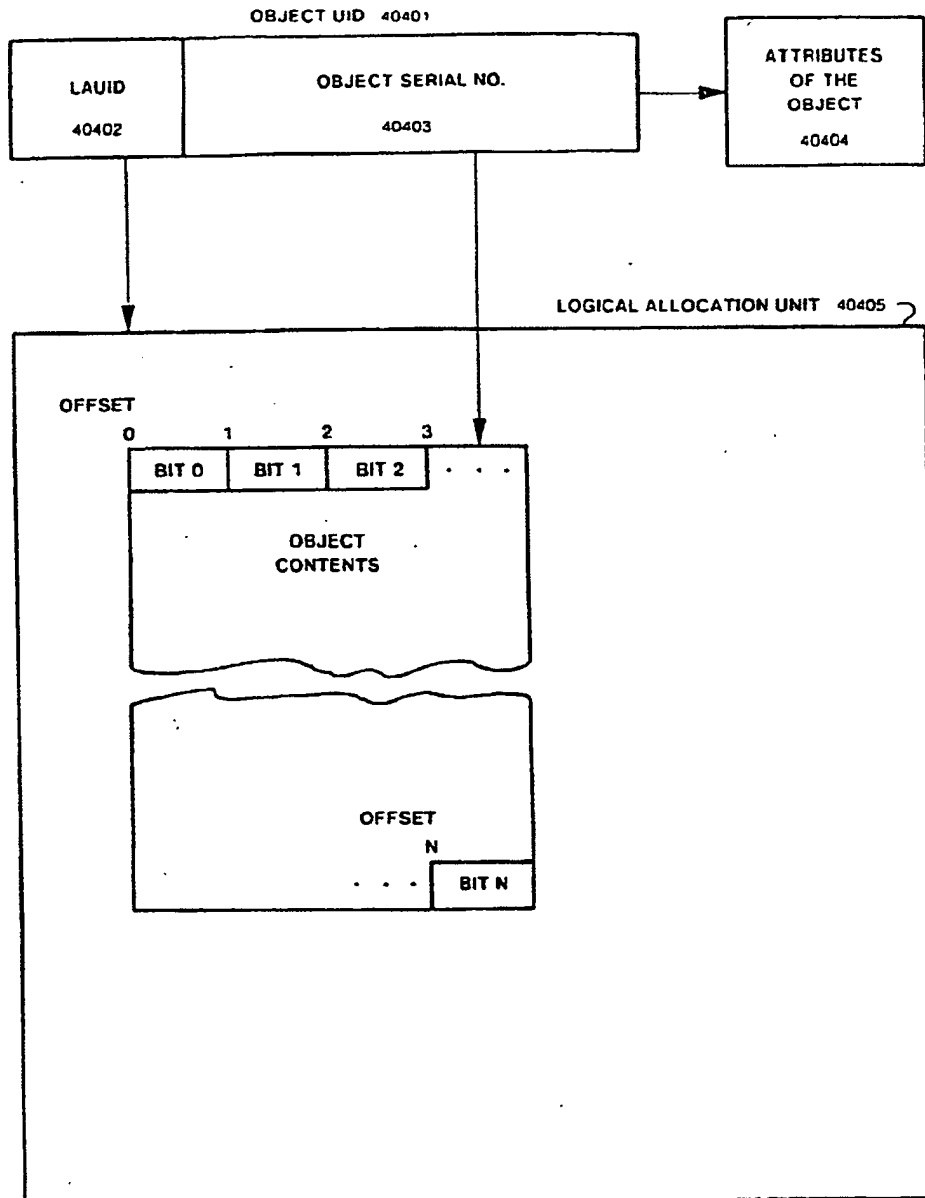 OBJECT UID 40401
LAUID
40402
OBJECT SERIAL NO.
40403
ATTRIBUTES
OF THE
OBJECT
40404
LOGICAL ALLOCATION UNIT 40405
OFFSET
0 1 2 3
BIT 0 BIT 1 BIT 2 . . .
OBJECT
CONTENTS
OFFSET
N
. . . BIT N